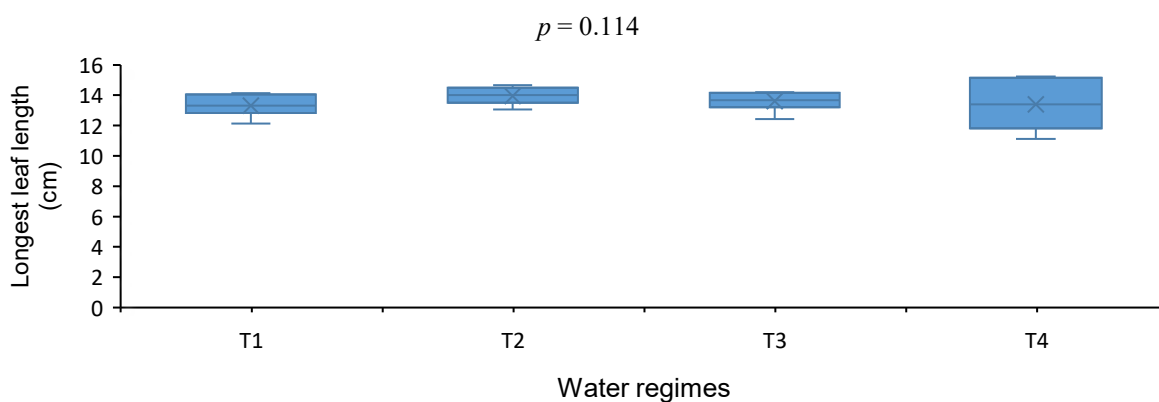 p = 0.114
Longest leaf length
(cm)
16
14
12
10
8
6
4
2
0
T1 T2 T3 T4
Water regimes